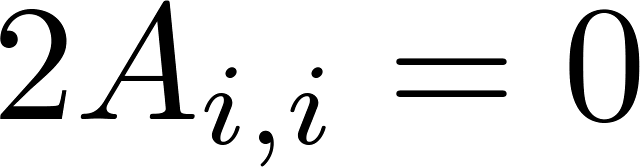 2A_{i,i} = 0